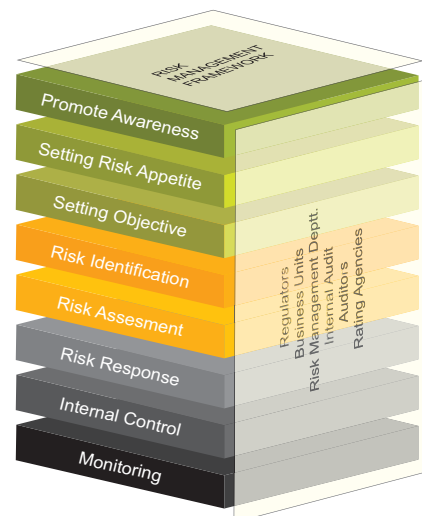 RISK
MANAGEMENT
FRAMEWORK
Promote Awareness
Setting Risk Appetite
Setting Objective
Risk Identification
Risk Assesment
Risk Response
Internal Control
Monitoring
Regulators
Business Units
Risk Management Deptt.
Internal Audit
Auditors
Rating Agencies